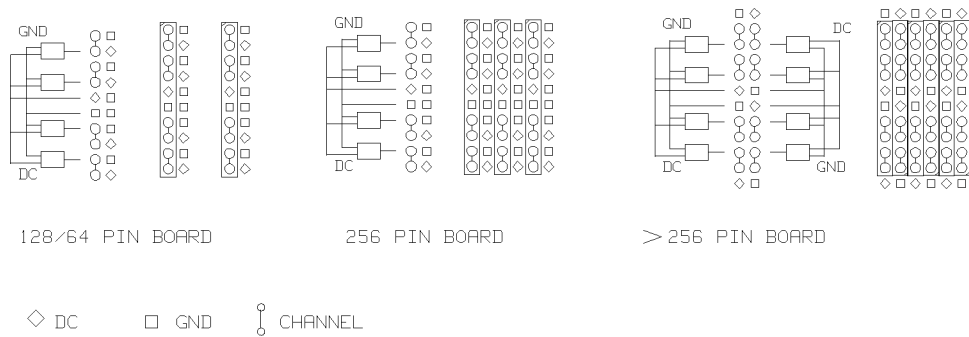 GND
DC
GND
DC
GND
DC
DC
GND
128/64 PIN BOARD
256 PIN BOARD
>256 PIN BOARD
DC
GND
CHANNEL